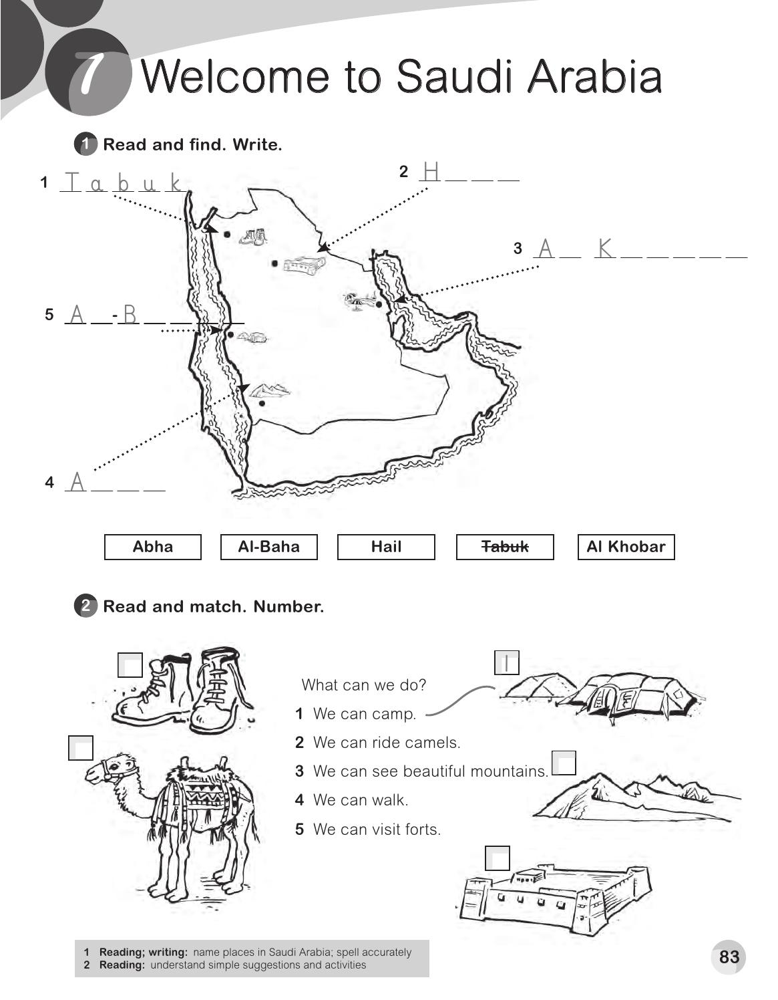 7 Welcome to Saudi Arabia
1 Read and find. Write.
1 Tabuk
2 H _ _ _
3 A _ K _ _ _ _ _
5 A _-B _ _ _
4 A _ _ _
Abha Al-Baha Hail Tabuk Al Khobar
2 Read and match. Number.
1
What can we do?
1 We can camp.
2 We can ride camels.
3 We can see beautiful mountains.
4 We can walk.
5 We can visit forts.
1 Reading; writing: name places in Saudi Arabia; spell accurately
2 Reading: understand simple suggestions and activities
83